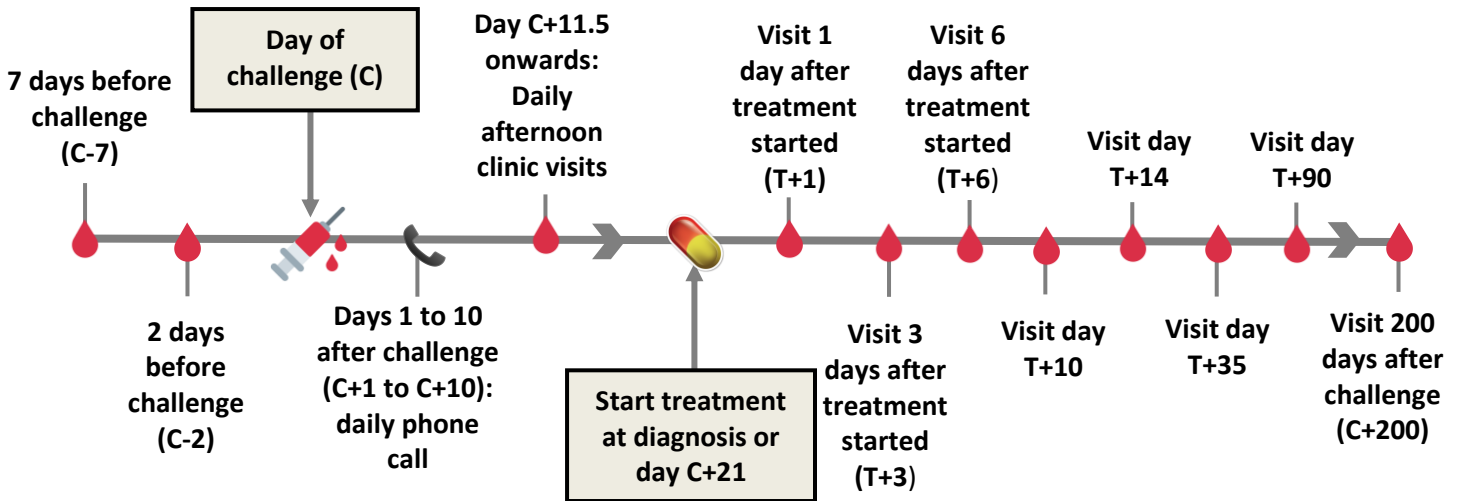 7 days before
challenge
(C-7)
2 days
before
challenge
(C-2)
Day of
challenge (C)
Days 1 to 10
after challenge
(C+1 to C+10):
daily phone
call
Day C+11.5
onwards:
Daily
afternoon
clinic visits
Start treatment
at diagnosis or
day C+21
Visit 1
day after
treatment
started
(T+1)
Visit 3
days after
treatment
started
(T+3)
Visit 6
days after
treatment
started
(T+6)
Visit day
T+10
Visit day
T+14
Visit day
T+35
Visit day
T+90
Visit 200
days after
challenge
(C+200)